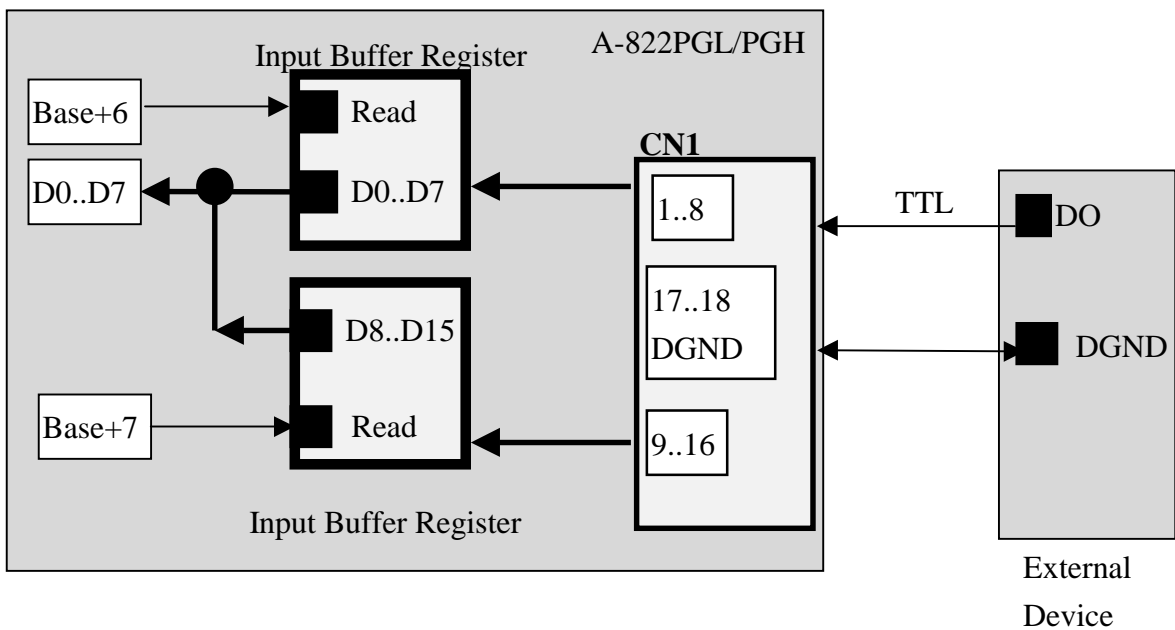 A-822PGL/PGH
Input Buffer Register
Base+6
Read
D0..D7
D0..D7
CN1
1..8
TTL
DO
17..18
DGND
DGND
D8..D15
Base+7
Read
9..16
Input Buffer Register
External
Device